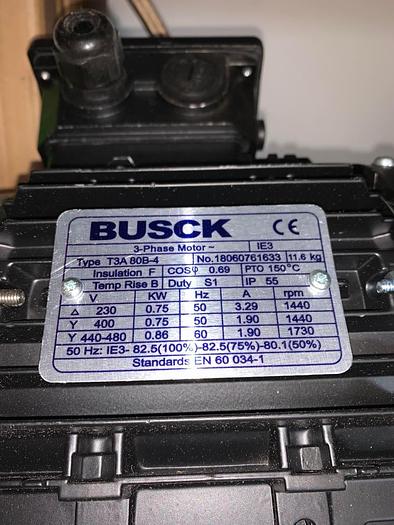 BUSCK CE
3-Phase Motor ~ IE3
Type T3A 80B-4 No.18060761633 11.6 kg
Insulation F COSφ 0.69 PTO 150°C
Temp Rise B Duty S1 IP 55
V KW Hz A rpm
Δ 230 0.75 50 3.29 1440
Y 400 0.75 50 1.90 1440
Y 440-480 0.86 60 1.90 1730
50 Hz: IE3- 82.5(100%)-82.5(75%)-80.1(50%)
Standards EN 60 034-1